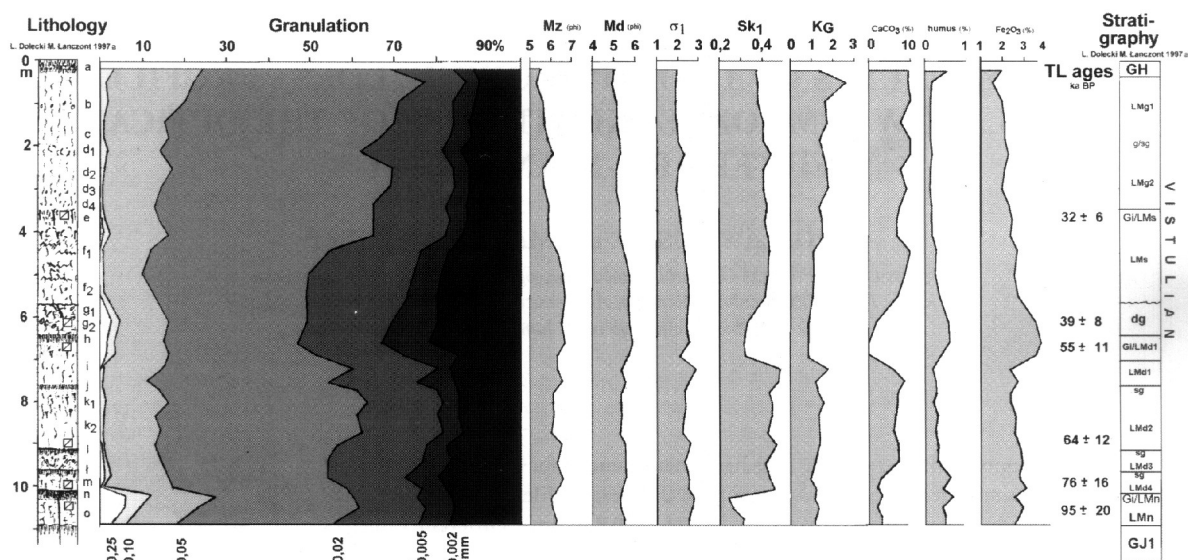 Lithology
L. Dolecki M. Łanczont 1997 a
Granulation
10 30 50 70 90%
Mz (phi)
5 6 7
Md (phi)
4 5 6
σ1
1 2 3
Sk1
0,2 0,4
KG
0 1 2 3
CaCO3 (%)
0 10
humus (%)
0 1
Fe2O3 (%)
0 1 2 3 4
Strati-
graphy
L. Dolecki M. Łanczont 1997 a
TL ages
ka BP
0
m
2
4
6
8
10
a
b
c
d1
d2
d3
d4
e
f1
f2
g1
g2
h
i
j
k1
k2
l
ł
m
n
o
0,25
0,10
0,05
0,02
0,005
0,002
mm
32 ± 6
39 ± 8
55 ± 11
64 ± 12
76 ± 16
95 ± 20
GH
LMg1
g/sg
LMg2
Gi/LMs
LMs
dg
Gi/LMd1
LMd1
sg
LMd2
sg
LMd3
sg
LMd4
Gi/LMn
LMn
GJ1
VISTULIAN